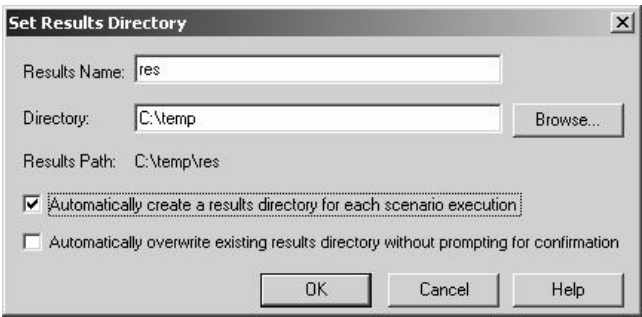 Set Results Directory
Results Name: res
Directory: C:\temp Browse...
Results Path: C:\temp\res
Automatically create a results directory for each scenario execution
Automatically overwrite existing results directory without prompting for confirmation
OK Cancel Help